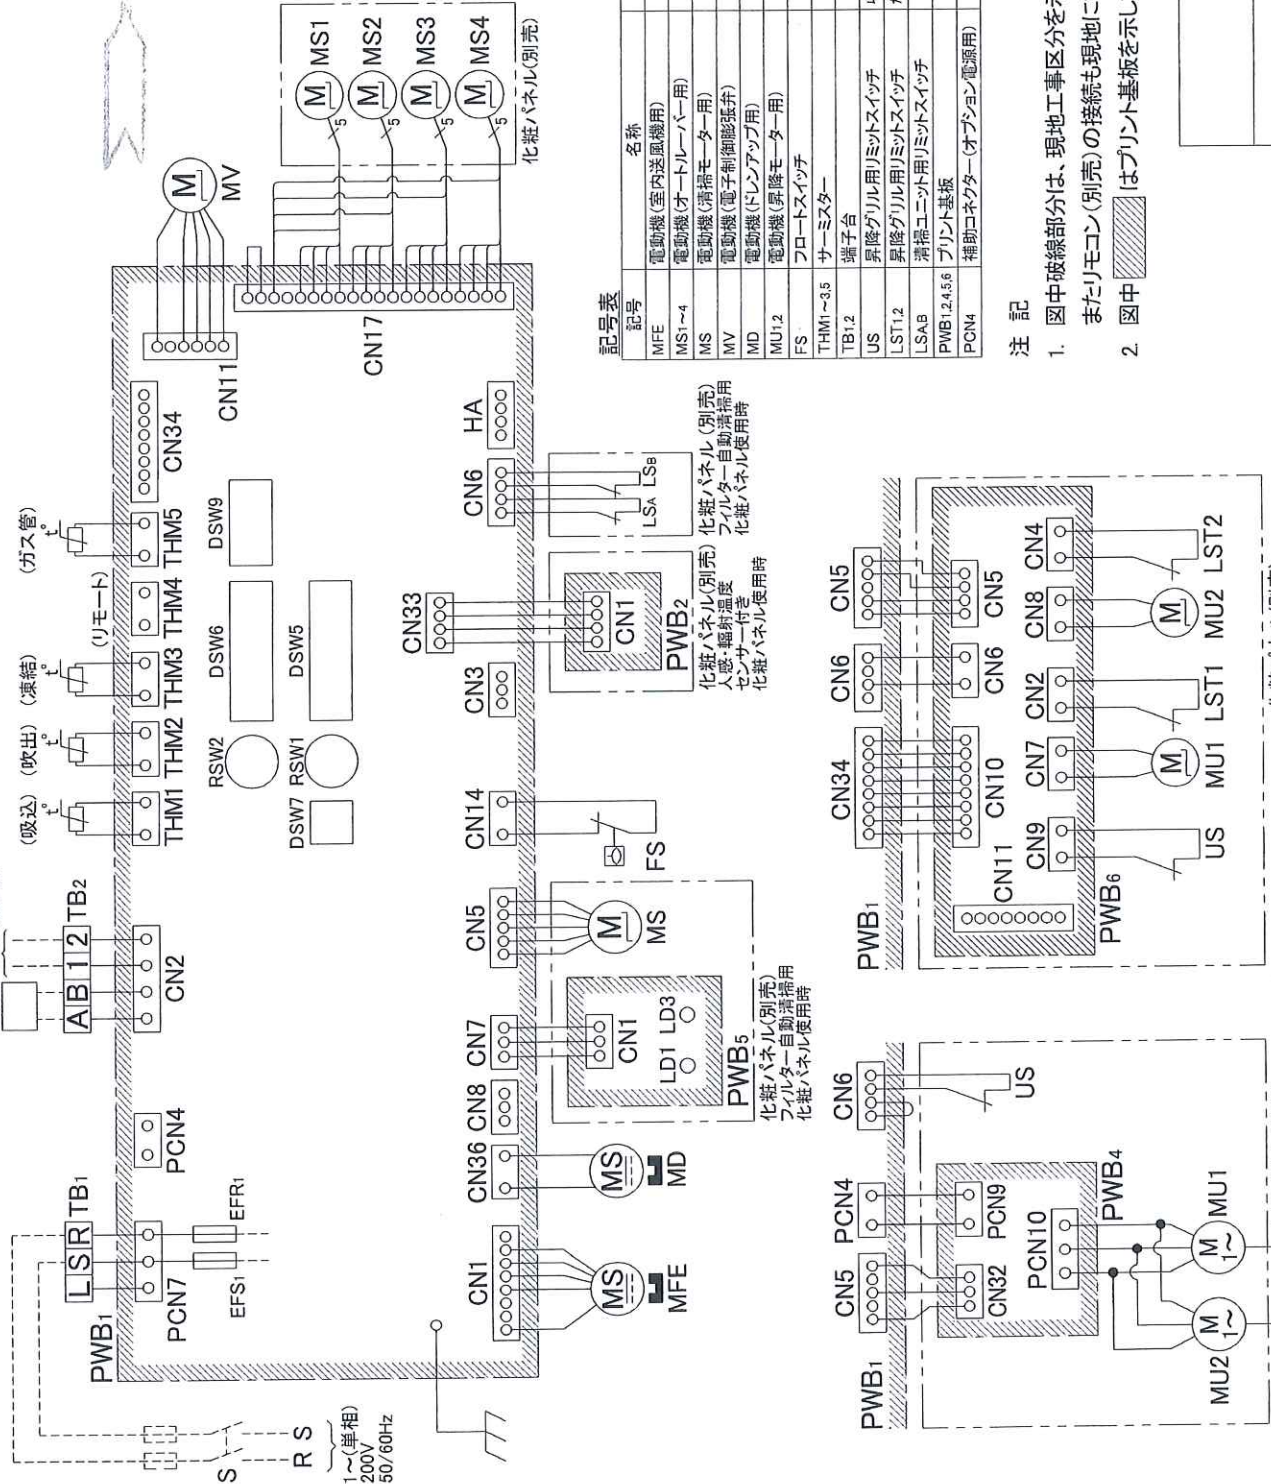 R S
S
1~(単相)
200V
50/60Hz
PWB1
L S R TB1
PCN7
EFS1
EFR1
PCN4
A B 1 2 TB2
CN2
(吸込)
t°
THM1
(吹出)
t°
THM2
(凍結)
t°
THM3
(リモート)
THM4
(ガス管)
t°
THM5
CN34
CN11
M
MV
RSW2
DSW6
DSW9
DSW7
RSW1
DSW5
CN17
M MS1
5
M MS2
5
M MS3
5
M MS4
5
化粧パネル(別売)
CN1
MS
MFE
CN36
MS
MD
CN8
CN7
CN1
LD1 LD3
PWB5
化粧パネル(別売)
フィルター自動清掃用
化粧パネル使用時
CN5
M
MS
CN14
FS
CN3
CN33
CN1
PWB2
化粧パネル(別売)
人感・輻射温度
センサー付き
化粧パネル使用時
CN6
LSA LSB
化粧パネル(別売)
フィルター自動清掃用
化粧パネル使用時
HA
記号表
記号 名称
MFE 電動機(室内送風機用)
MS1~4 電動機(オートルーバー用)
MS 電動機(清掃モーター用)
MV 電動機(電子制御膨張弁)
MD 電動機(ドレンアップ用)
MU1,2 電動機(昇降モーター用)
FS フロートスイッチ
THM1~3,5 サーミスター
TB1,2 端子台
US 昇降グリル用リミットスイッチ
LST1,2 昇降グリル用リミットスイッチ
LSA,B 清掃ユニット用リミットスイッチ
PWB1,2,4,5,6 プリント基板
PCN4 補助コネクター(オプション電源用)
注 記
1. 図中破線部分は、現地工事区分を
またリモコン(別売)の接続も現地に
2. 図中 はプリント基板を示し
PWB1
CN5
PCN4
CN6
CN32
PCN9
PCN10
PWB4
US
M
1~
MU2
M
1~
MU1
PWB1
CN34
CN6
CN5
CN11
CN10
CN6
CN5
CN9
CN7
CN2
CN8
CN4
PWB6
US
M
MU1
LST1
M
MU2
LST2